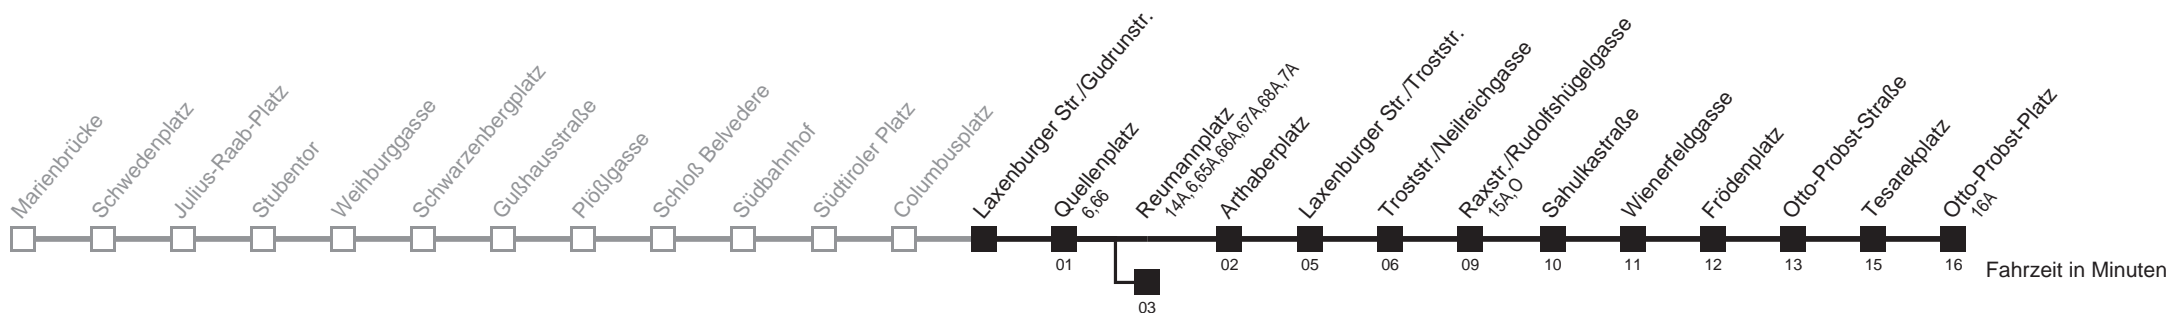 Marienbrücke
Schwedenplatz
Julius-Raab-Platz
Stubentor
Weihburggasse
Schwarzenbergplatz
Gußhausstraße
Plößlgasse
Schloß Belvedere
Südbahnhof
Südtiroler Platz
Columbusplatz
Laxenburger Str./Gudrunstr.
Quellenplatz
6,66
01
Reumannplatz
14A,6,65A,66A,67A,68A,7A
03
Arthaberplatz
02
Laxenburger Str./Troststr.
05
Troststr./Neilreichgasse
06
Raxstr./Rudolfshügelgasse
15A,O
09
Sahulkastraße
10
Wienerfeldgasse
11
Frödenplatz
12
Otto-Probst-Straße
13
Tesarekplatz
15
Otto-Probst-Platz
16A
16
Fahrzeit in Minuten